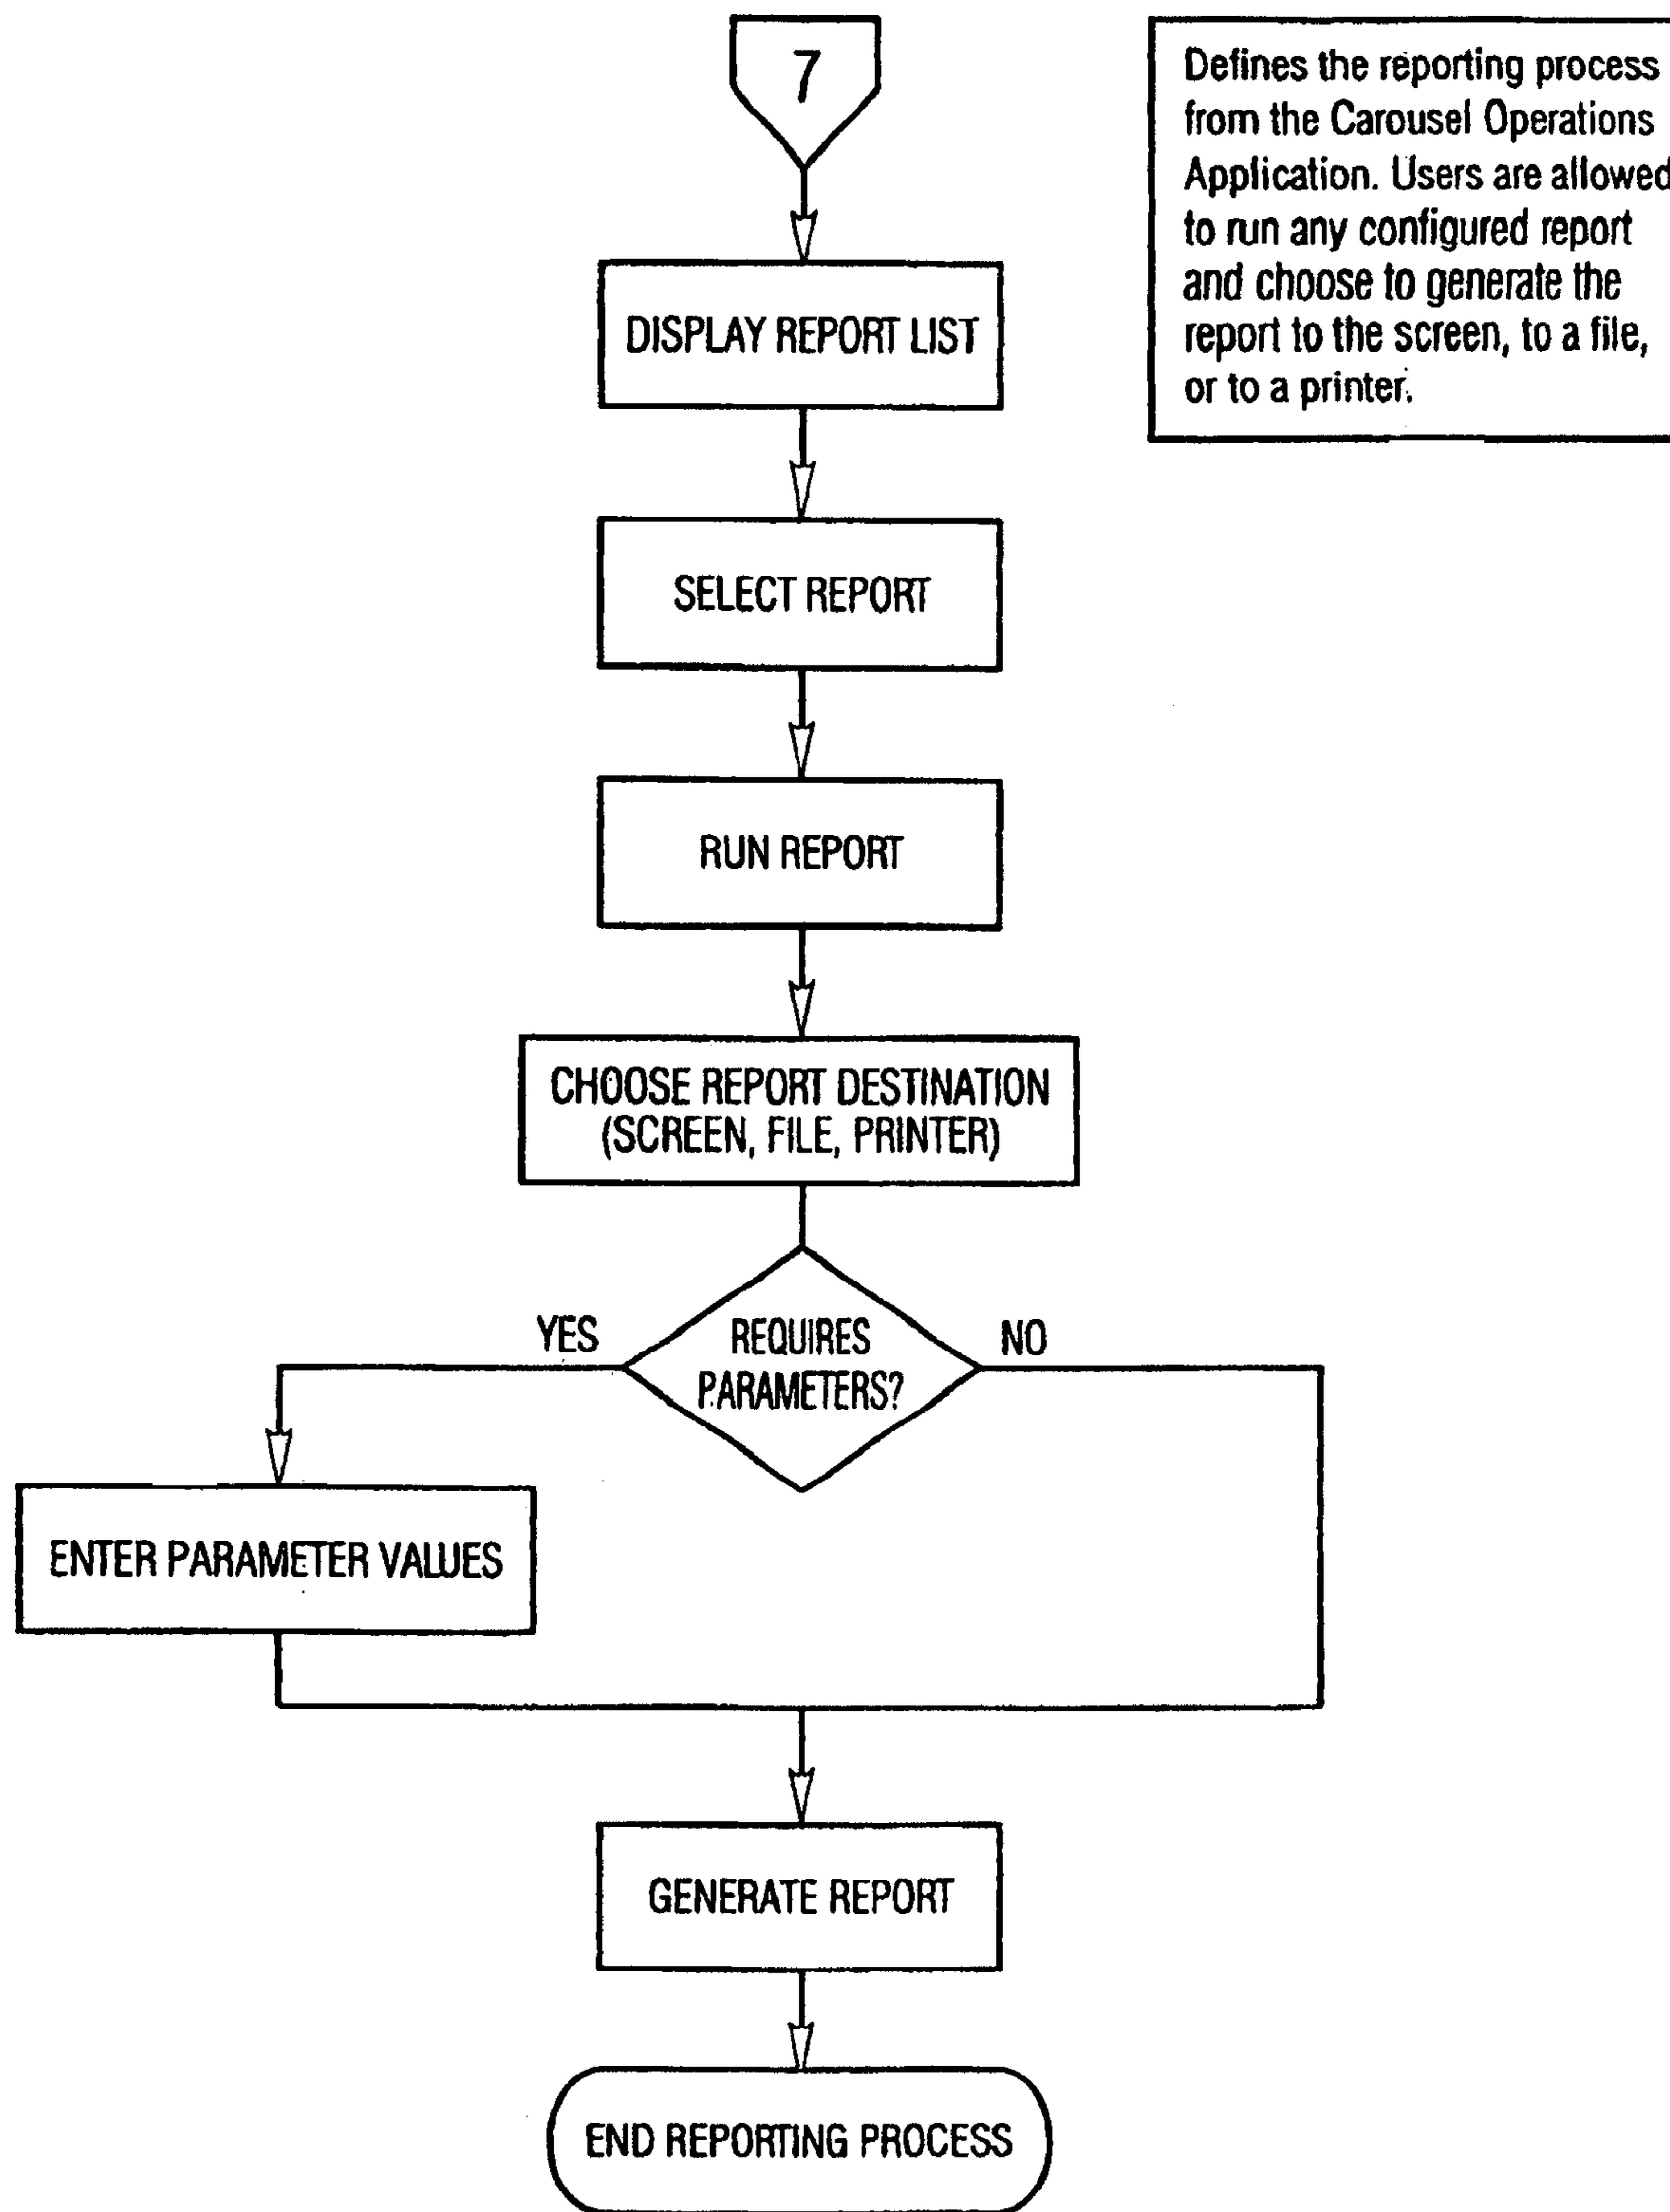 7
Defines the reporting process
from the Carousel Operations
Application. Users are allowed
to run any configured report
and choose to generate the
report to the screen, to a file,
or to a printer.
DISPLAY REPORT LIST
SELECT REPORT
RUN REPORT
CHOOSE REPORT DESTINATION
(SCREEN, FILE, PRINTER)
REQUIRES
PARAMETERS?
YES
NO
ENTER PARAMETER VALUES
GENERATE REPORT
END REPORTING PROCESS